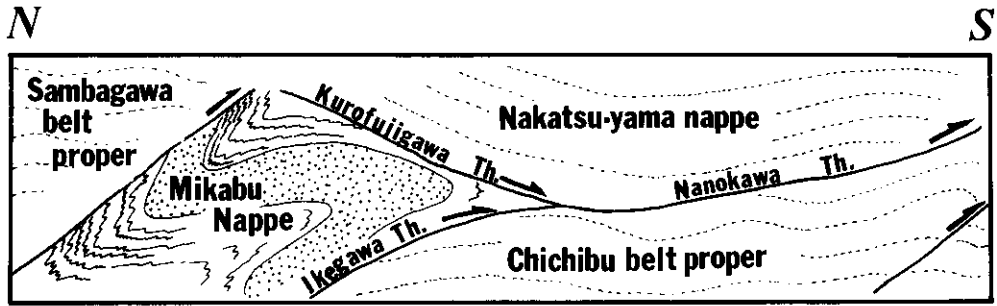 N
S
Sambagawa
belt
proper
Kurofujigawa Th.
Nakatsu-yama nappe
Mikabu
Nappe
Nanokawa Th.
Ikegawa Th.
Chichibu belt proper